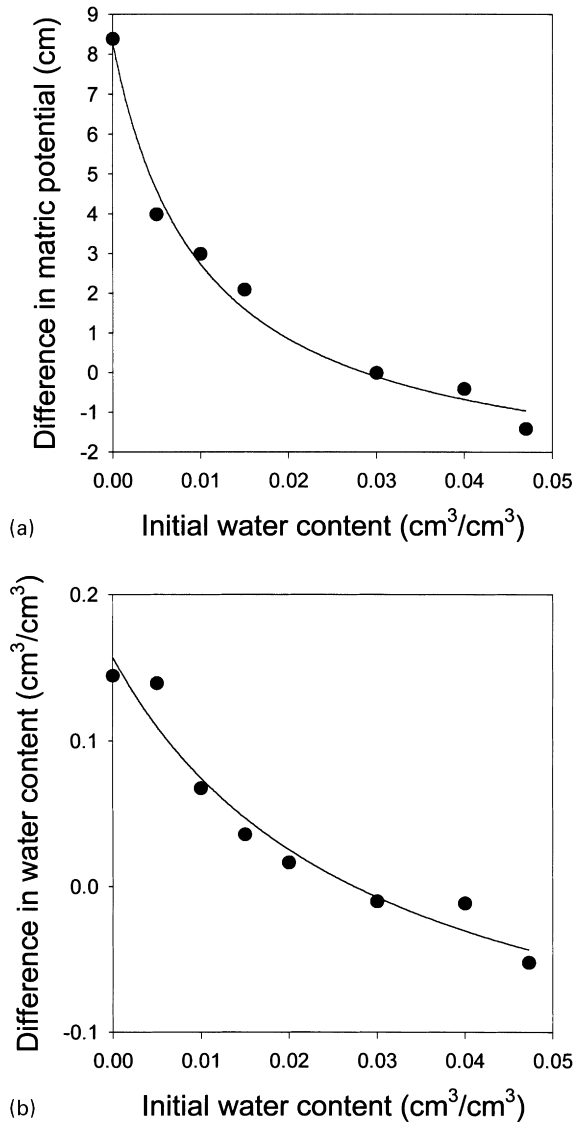 Difference in matric potential (cm)
9
8
7
6
5
4
3
2
1
0
-1
-2
0.00 0.01 0.02 0.03 0.04 0.05
(a) Initial water content (cm³/cm³)
Difference in water content (cm³/cm³)
0.2
0.1
0.0
-0.1
0.00 0.01 0.02 0.03 0.04 0.05
(b) Initial water content (cm³/cm³)